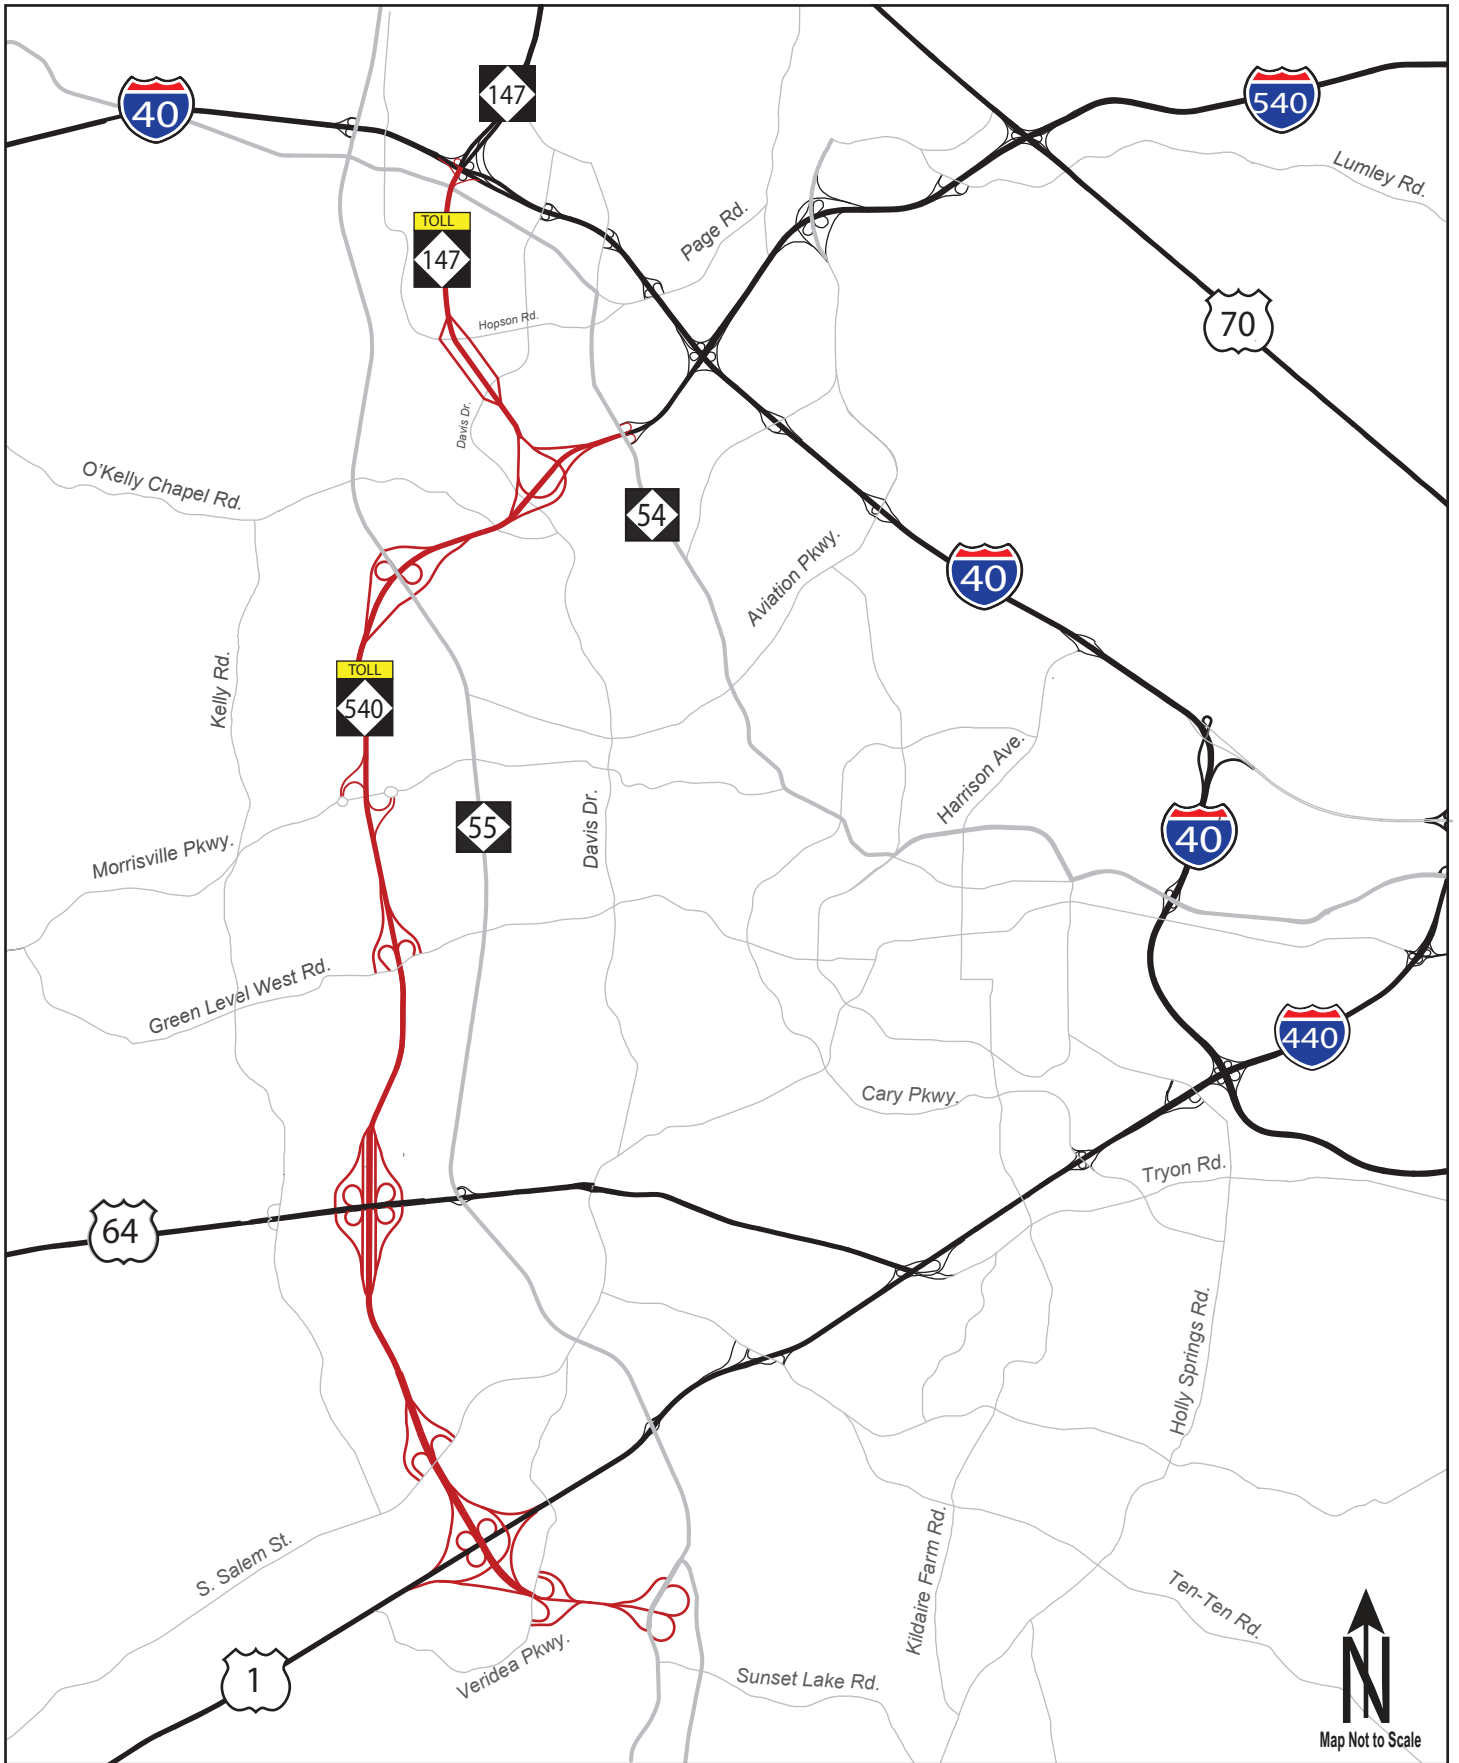 147
40
540
Lumley Rd.
TOLL
147
Page Rd.
Hopson Rd.
70
Davis Dr.
O'Kelly Chapel Rd.
54
Aviation Pkwy.
40
Kelly Rd.
TOLL
540
Harrison Ave.
55
Davis Dr.
40
Morrisville Pkwy.
Green Level West Rd.
440
Cary Pkwy.
Tryon Rd.
64
Holly Springs Rd.
S. Salem St.
Kildaire Farm Rd.
Ten-Ten Rd.
Veridea Pkwy.
1
Sunset Lake Rd.
N
Map Not to Scale